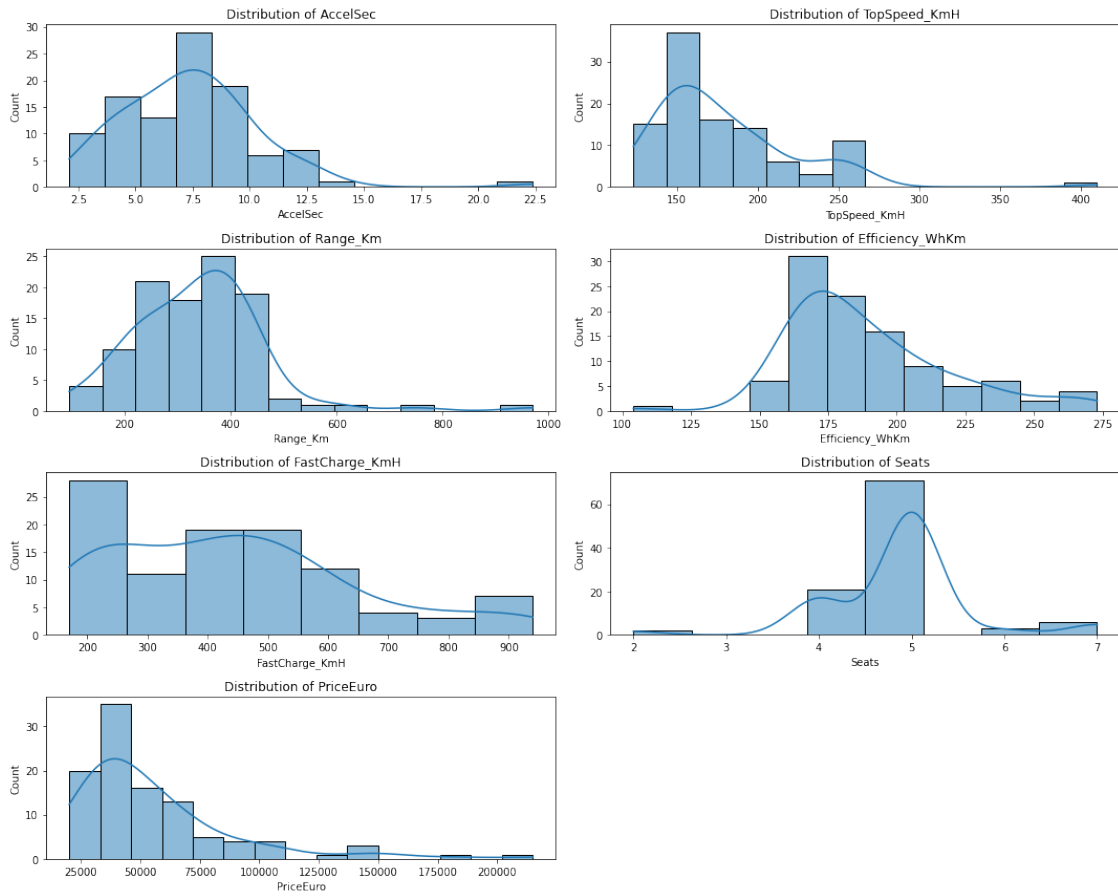 Distribution of AccelSec
30
25
20
15
10
5
0
Count
2.5 5.0 7.5 10.0 12.5 15.0 17.5 20.0 22.5
AccelSec
Distribution of TopSpeed_KmH
30
20
10
0
Count
150 200 250 300 350 400
TopSpeed_KmH
Distribution of Range_Km
25
20
15
10
5
0
Count
200 400 600 800 1000
Range_Km
Distribution of Efficiency_WhKm
30
25
20
15
10
5
0
Count
100 125 150 175 200 225 250 275
Efficiency_WhKm
Distribution of FastCharge_KmH
25
20
15
10
5
0
Count
200 300 400 500 600 700 800 900
FastCharge_KmH
Distribution of Seats
60
40
20
0
Count
2 3 4 5 6 7
Seats
Distribution of PriceEuro
30
20
10
0
Count
25000 50000 75000 100000 125000 150000 175000 200000
PriceEuro